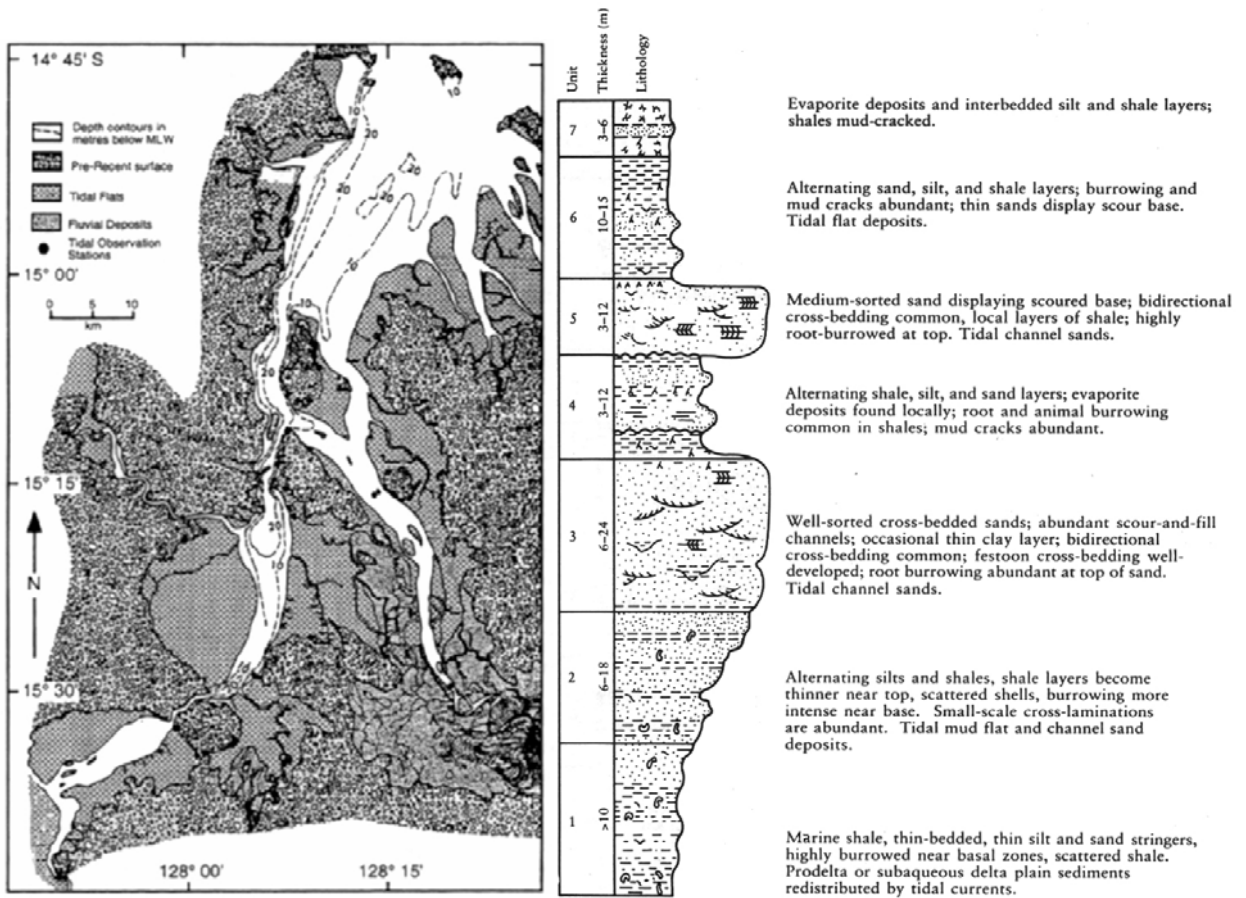 14° 45' S
Depth contours in
metres below MLW
Pre-Recent surface
Tidal Flats
Fluvial Deposits
Tidal Observation
Stations
15° 00'
0 5 10
km
15° 15'
N
15° 30'
128° 00'
128° 15'
10
20
10
20
20
10
10
20
20
10
10
Unit
Thickness (m)
Lithology
7
3–6
Evaporite deposits and interbedded silt and shale layers;
shales mud-cracked.
6
10–15
Alternating sand, silt, and shale layers; burrowing and
mud cracks abundant; thin sands display scour base.
Tidal flat deposits.
5
3–12
Medium-sorted sand displaying scoured base; bidirectional
cross-bedding common, local layers of shale; highly
root-burrowed at top. Tidal channel sands.
4
3–12
Alternating shale, silt, and sand layers; evaporite
deposits found locally; root and animal burrowing
common in shales; mud cracks abundant.
3
6–24
Well-sorted cross-bedded sands; abundant scour-and-fill
channels; occasional thin clay layer; bidirectional
cross-bedding common; festoon cross-bedding well-
developed; root burrowing abundant at top of sand.
Tidal channel sands.
2
6–18
Alternating silts and shales, shale layers become
thinner near top, scattered shells, burrowing more
intense near base. Small-scale cross-laminations
are abundant. Tidal mud flat and channel sand
deposits.
1
>10
Marine shale, thin-bedded, thin silt and sand stringers,
highly burrowed near basal zones, scattered shale.
Prodelta or subaqueous delta plain sediments
redistributed by tidal currents.